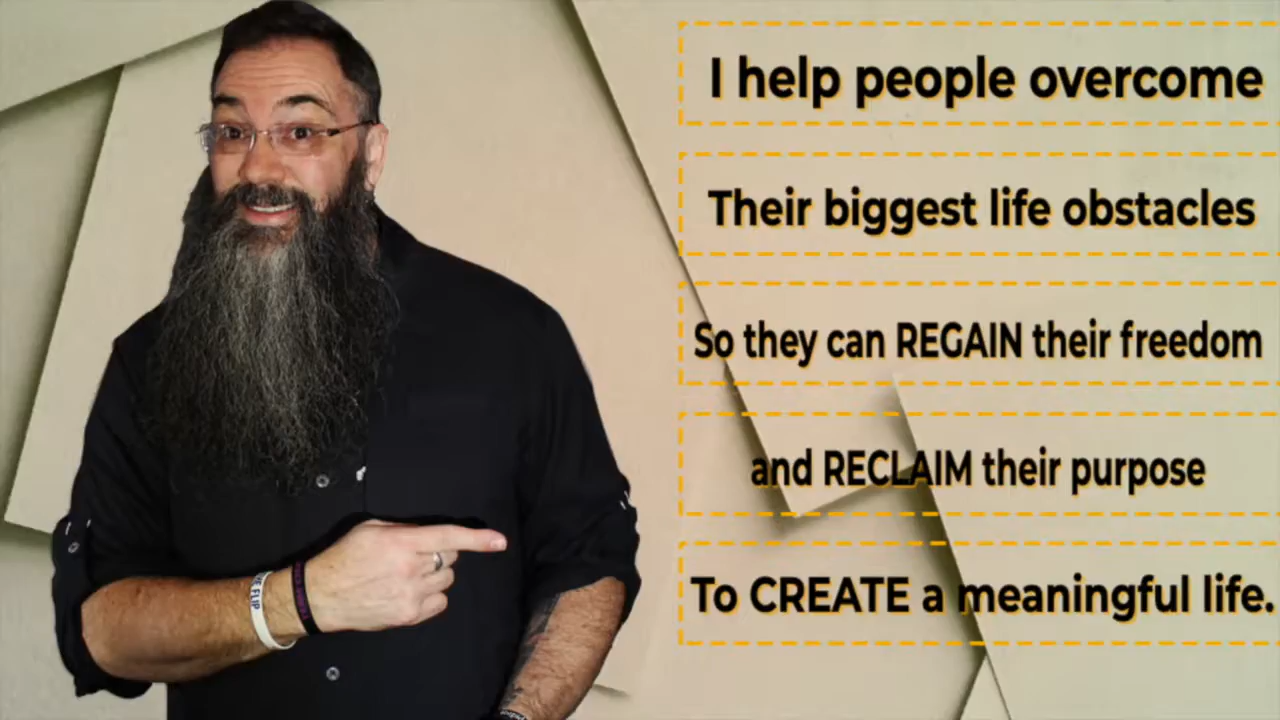 I help people overcome
Their biggest life obstacles
So they can REGAIN their freedom
and RECLAIM their purpose
To CREATE a meaningful life.
FLIP